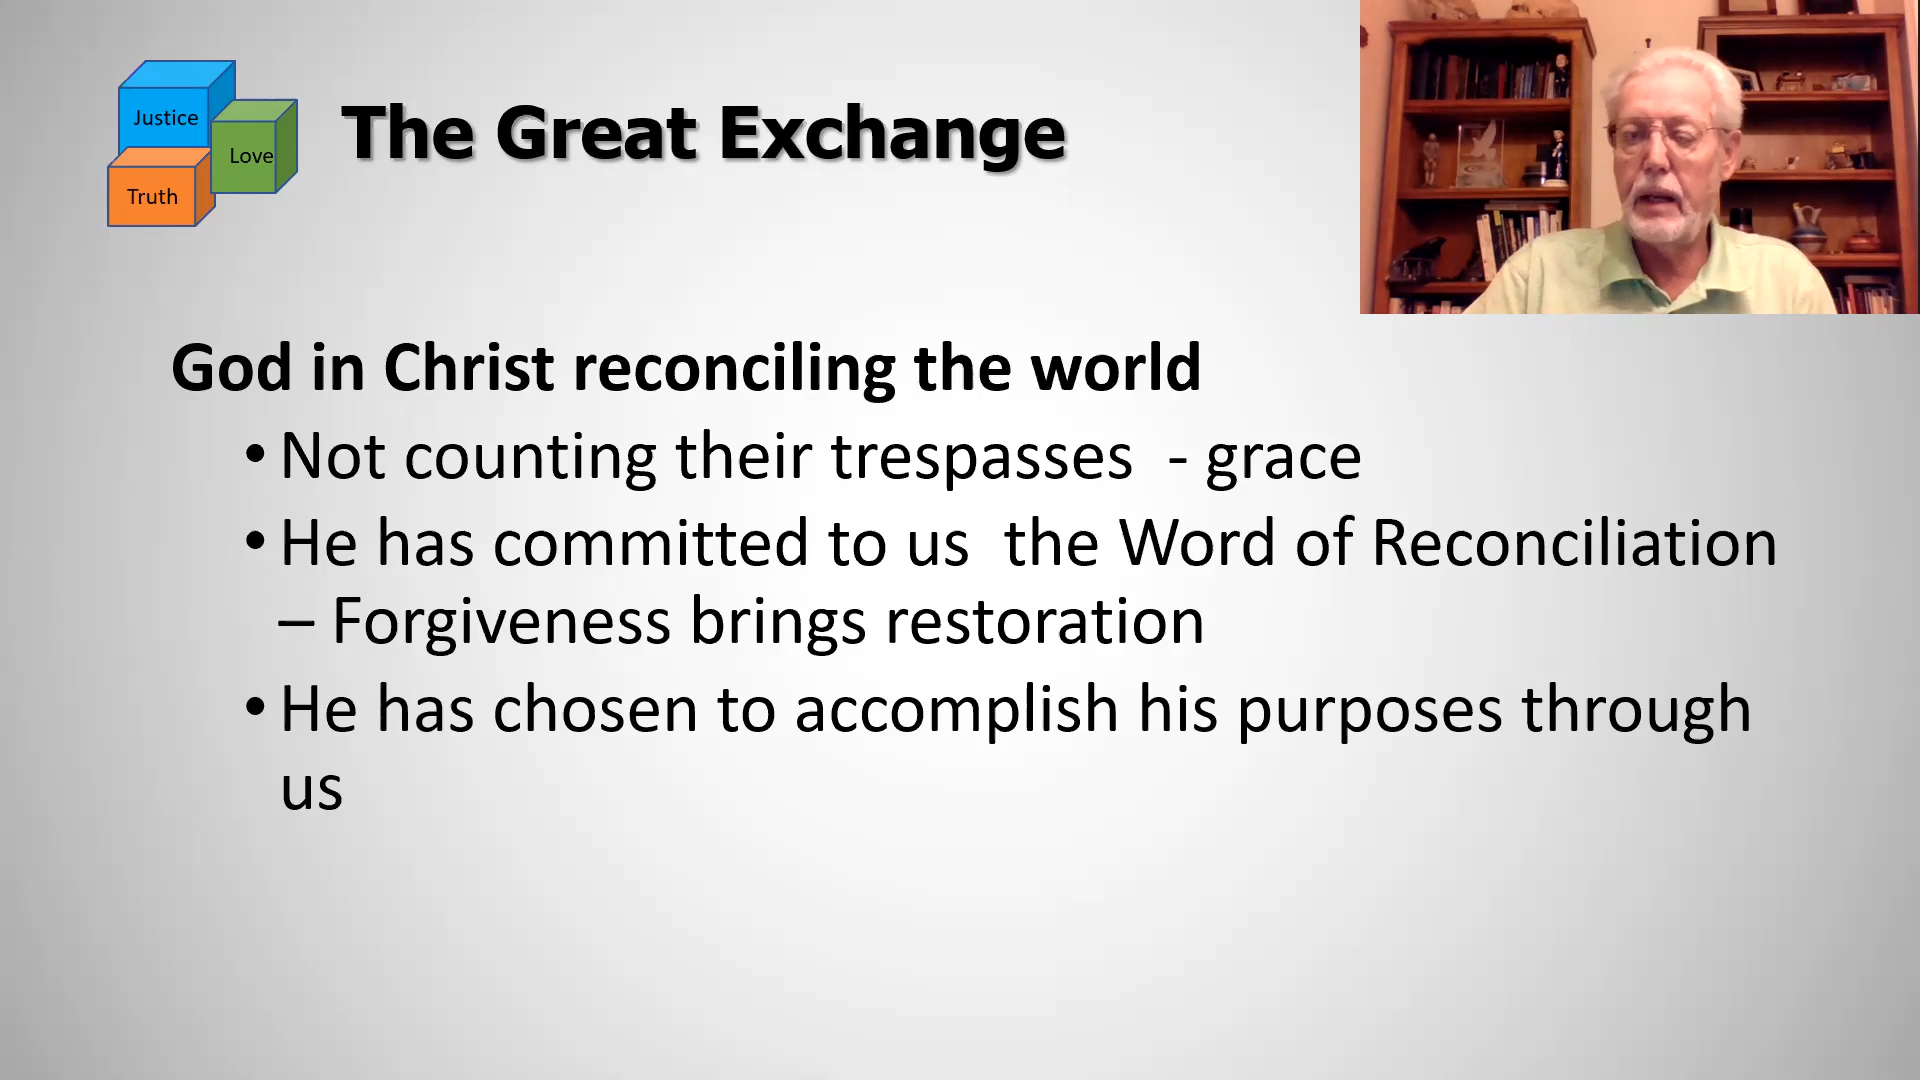 Justice
Love
Truth
The Great Exchange
God in Christ reconciling the world
• Not counting their trespasses  - grace
• He has committed to us  the Word of Reconciliation
– Forgiveness brings restoration
• He has chosen to accomplish his purposes through
us